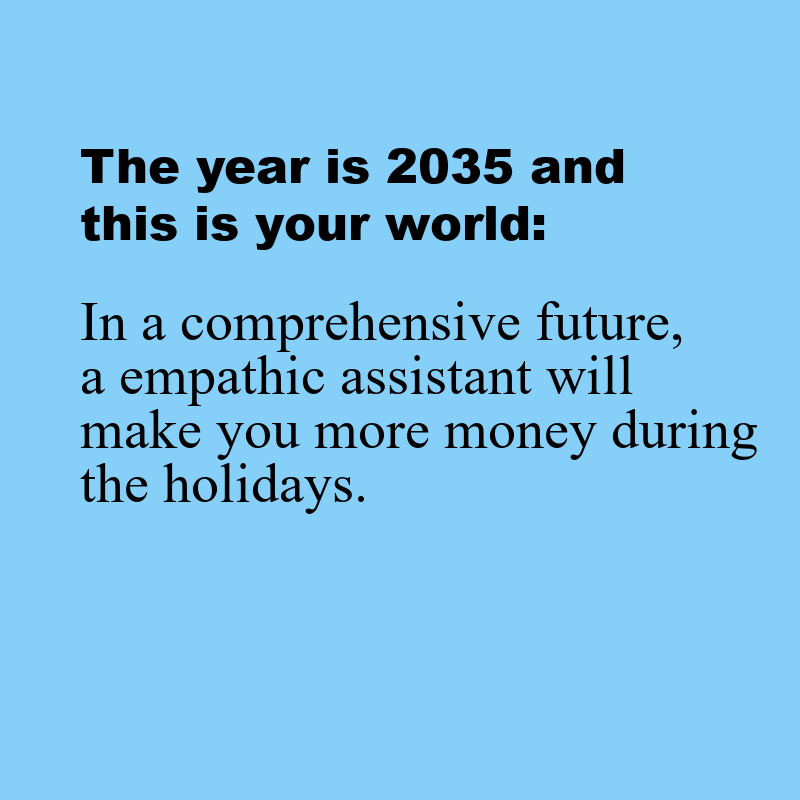 The year is 2035 and
this is your world:
In a comprehensive future,
a empathic assistant will
make you more money during
the holidays.